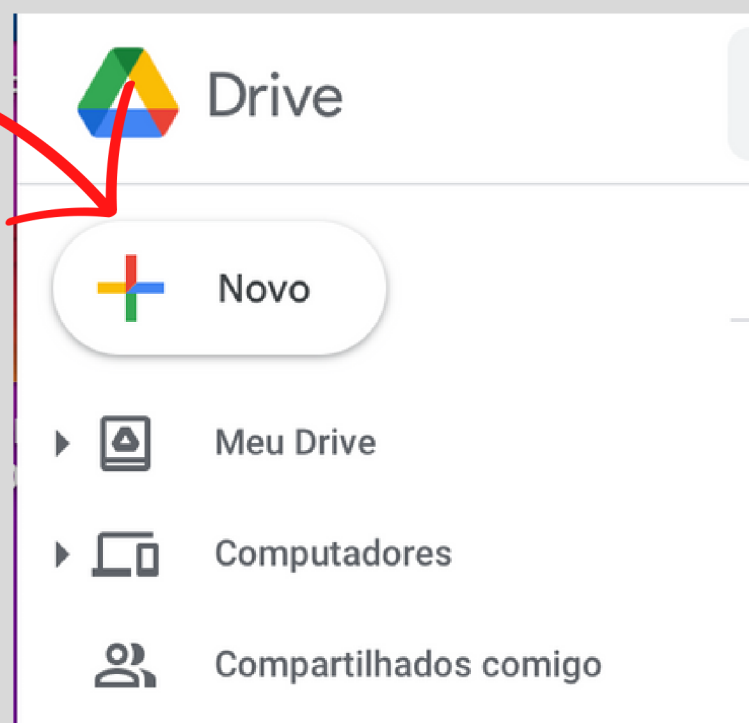 Drive
Novo
Meu Drive
Computadores
Compartilhados comigo